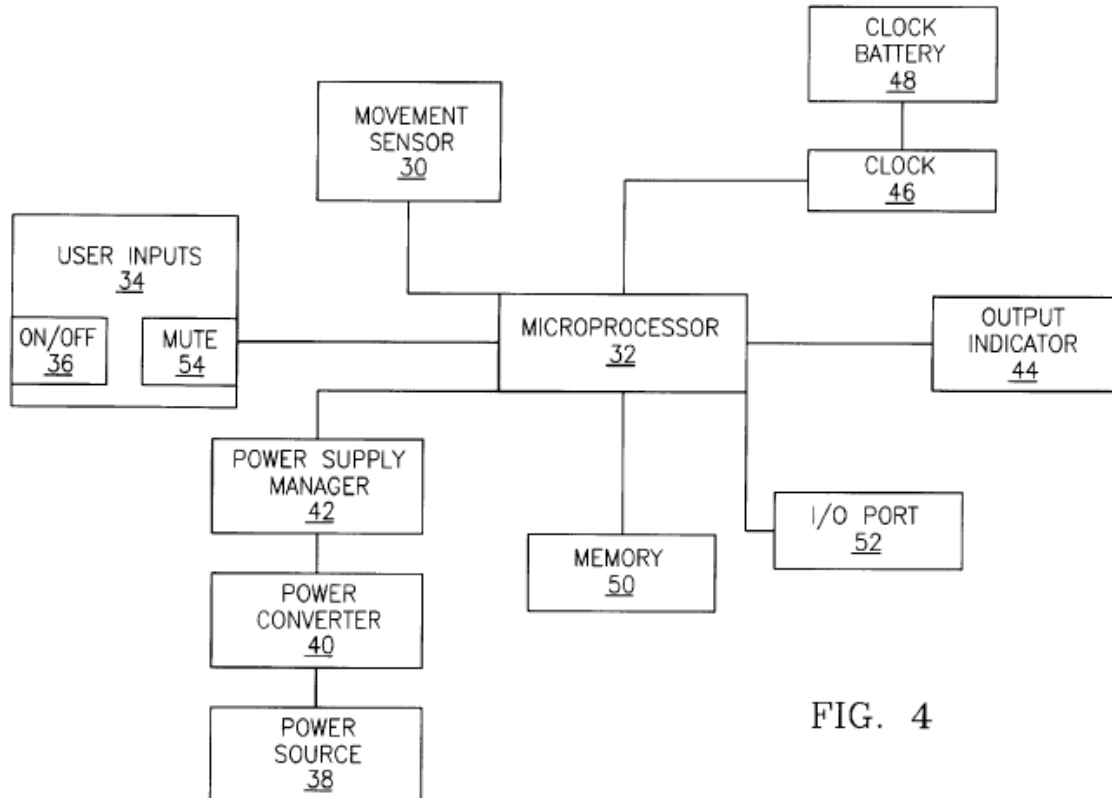 CLOCK
BATTERY
48
MOVEMENT
SENSOR
30
CLOCK
46
USER INPUTS
34
ON/OFF
36
MUTE
54
MICROPROCESSOR
32
OUTPUT
INDICATOR
44
POWER SUPPLY
MANAGER
42
I/O PORT
52
MEMORY
50
POWER
CONVERTER
40
POWER
SOURCE
38
FIG. 4